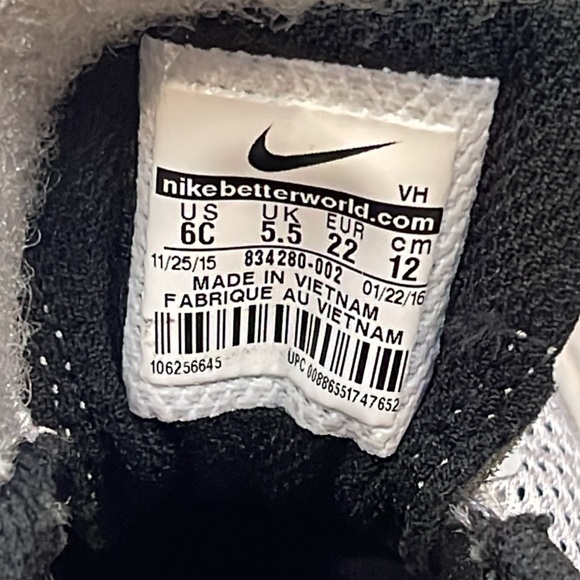 VH
nikebetterworld.com
US UK EUR cm
6C 5.5 22 12
11/25/15 834280-002 01/22/16
MADE IN VIETNAM
FABRIQUE AU VIETNAM
106256645 UPC 00886551747652